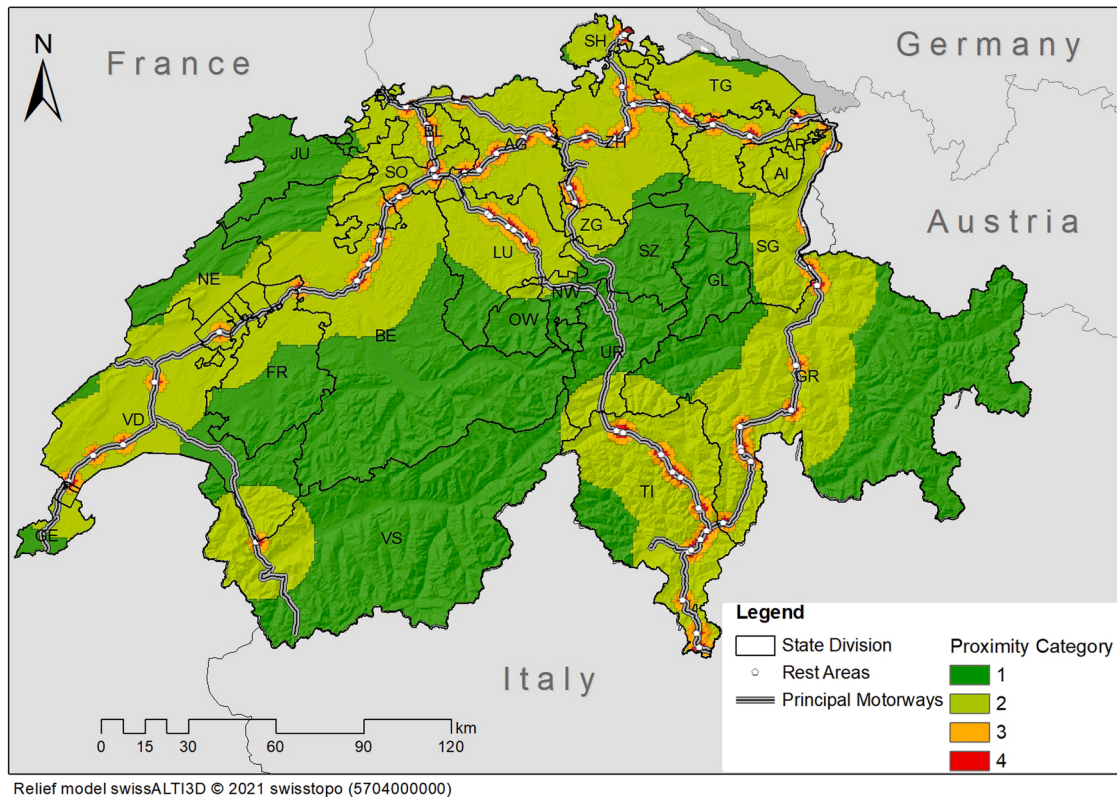 France
Germany
Austria
Italy
N
SH
TG
BL
AG
ZH
AR
AI
JU
SO
ZG
SZ
SG
LU
GL
NE
NW
OW
BE
UR
FR
GR
VD
TI
VS
GE
Legend
State Division
Rest Areas
Principal Motorways
Proximity Category
1
2
3
4
km
0 15 30 60 90 120
Relief model swissALTI3D © 2021 swisstopo (5704000000)